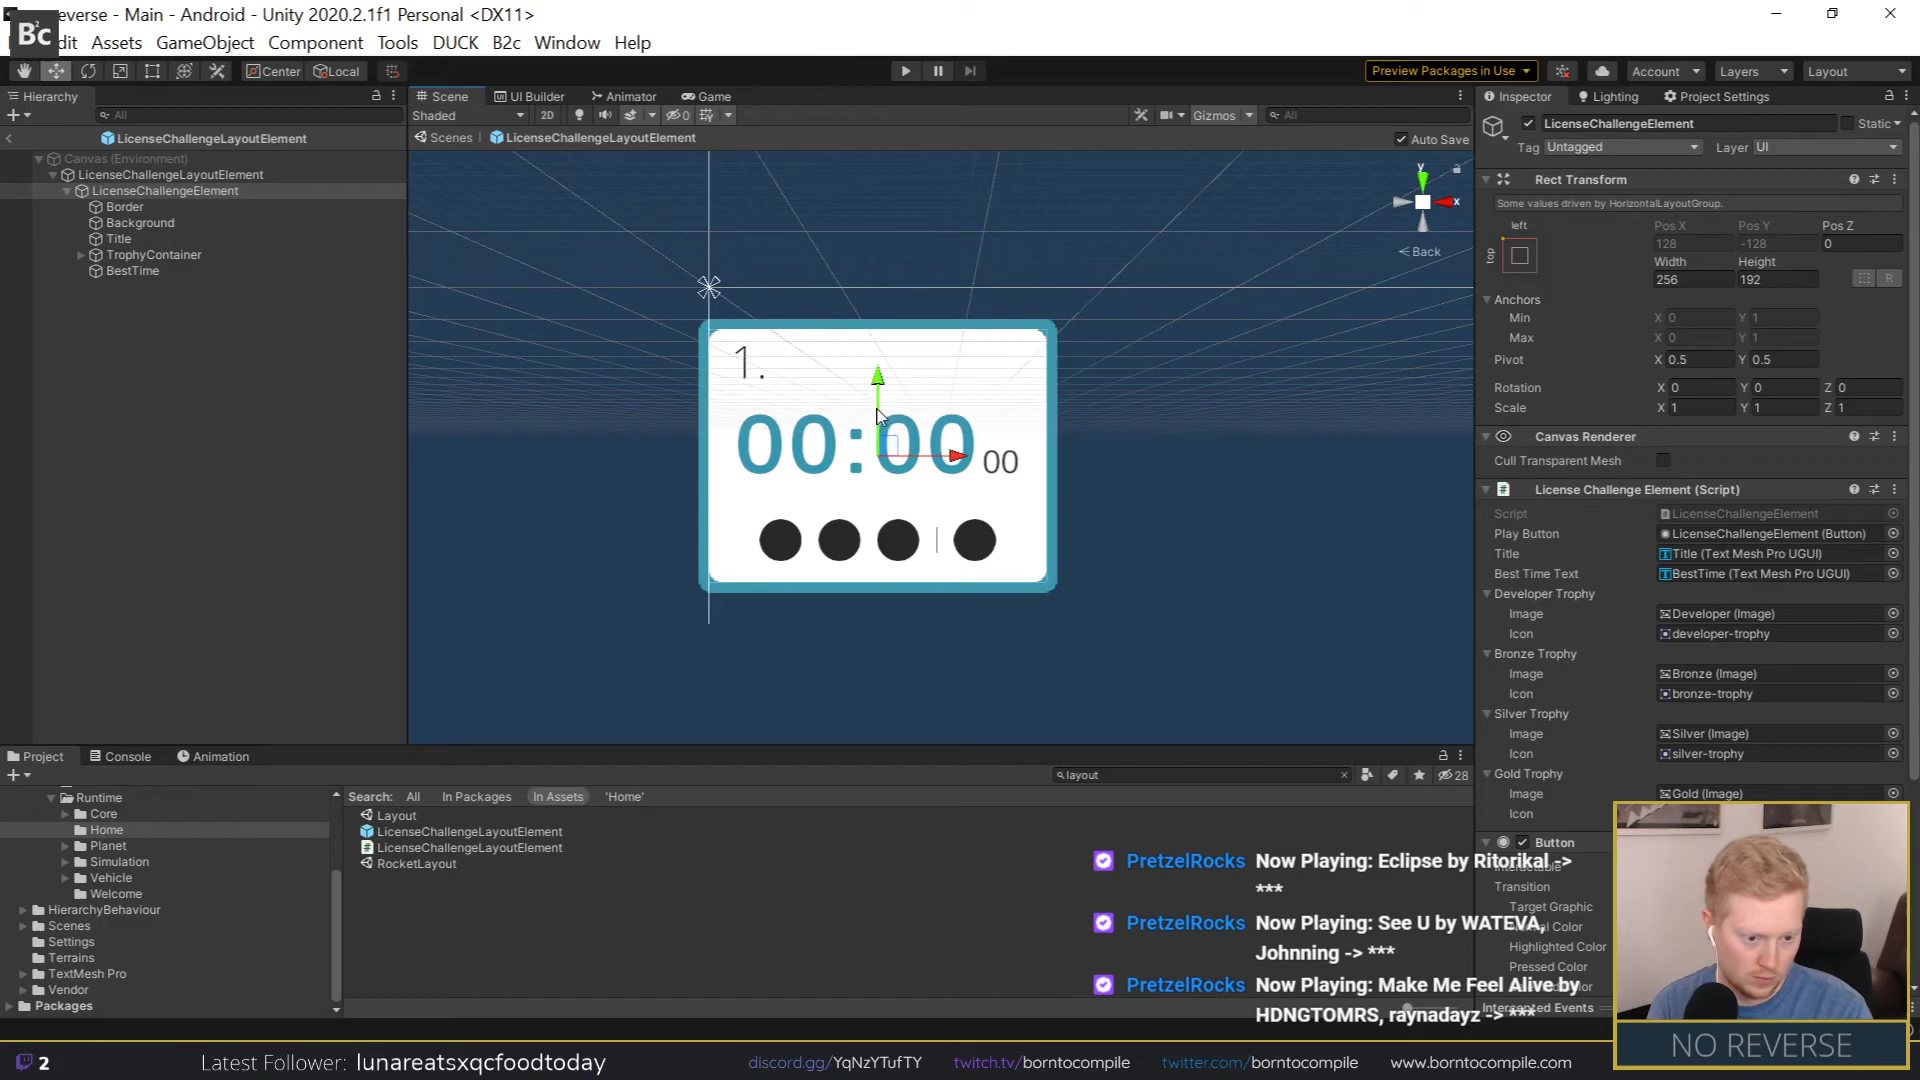 Reverse - Main - Android - Unity 2020.2.1f1 Personal <DX11>
B2c
Edit Assets GameObject Component Tools DUCK B2c Window Help
Center Local
Preview Packages in Use Account Layers Layout
Hierarchy
All
LicenseChallengeLayoutElement
Canvas (Environment)
LicenseChallengeLayoutElement
LicenseChallengeElement
Border
Background
Title
TrophyContainer
BestTime
Scene UI Builder Animator Game
Shaded 2D 0 Gizmos All
Scenes LicenseChallengeLayoutElement Auto Save
y
x
Back
1.
00:00 00
Inspector Lighting Project Settings
LicenseChallengeElement Static
Tag Untagged Layer UI
Rect Transform
Some values driven by HorizontalLayoutGroup.
left
top
Pos X Pos Y Pos Z
128 -128 0
Width Height
256 192
R
Anchors
Min X 0 Y 1
Max X 0 Y 1
Pivot X 0.5 Y 0.5
Rotation X 0 Y 0 Z 0
Scale X 1 Y 1 Z 1
Canvas Renderer
Cull Transparent Mesh
License Challenge Element (Script)
Script LicenseChallengeElement
Play Button LicenseChallengeElement (Button)
Title Title (Text Mesh Pro UGUI)
Best Time Text BestTime (Text Mesh Pro UGUI)
Developer Trophy
Image Developer (Image)
Icon developer-trophy
Bronze Trophy
Image Bronze (Image)
Icon bronze-trophy
Silver Trophy
Image Silver (Image)
Icon silver-trophy
Gold Trophy
Image Gold (Image)
Icon
Button
Interactable
Transition
Target Graphic
Normal Color
Highlighted Color
Pressed Color
Intercepted Events
Project Console Animation
layout
28
Runtime
Core
Home
Planet
Simulation
Vehicle
Welcome
HierarchyBehaviour
Scenes
Settings
Terrains
TextMesh Pro
Vendor
Packages
Search: All In Packages In Assets 'Home'
Layout
LicenseChallengeLayoutElement
LicenseChallengeLayoutElement
RocketLayout
PretzelRocks Now Playing: Eclipse by Ritorikal ->
***
PretzelRocks Now Playing: See U by WATEVA,
Johnning -> ***
PretzelRocks Now Playing: Make Me Feel Alive by
HDNGTOMRS, raynadayz -> ***
NO REVERSE
2 Latest Follower: lunareatsxqcfoodtoday discord.gg/YqNzYTufTY twitch.tv/borntocompile twitter.com/borntocompile www.borntocompile.com